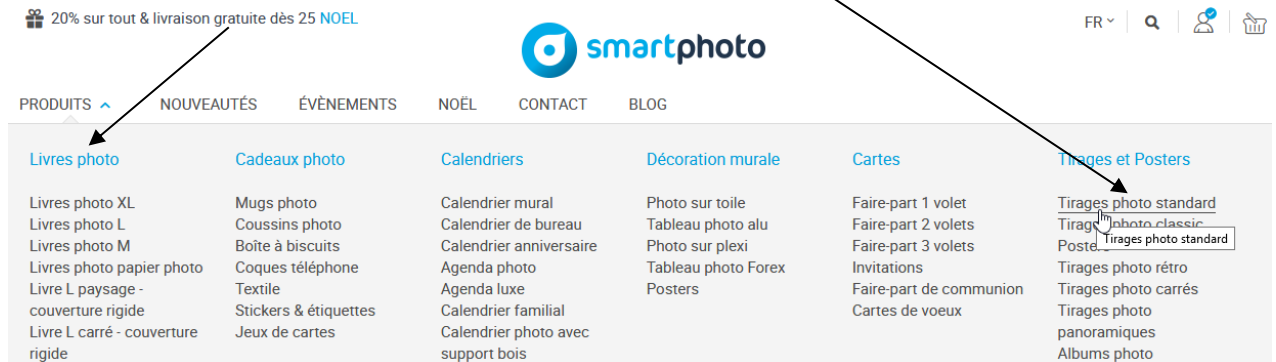 20% sur tout & livraison gratuite dès 25 NOEL
smartphoto
FR
PRODUITS NOUVEAUTÉS ÉVÈNEMENTS NOËL CONTACT BLOG
Livres photo
Livres photo XL
Livres photo L
Livres photo M
Livres photo papier photo
Livre L paysage -
couverture rigide
Livre L carré - couverture
rigide
Cadeaux photo
Mugs photo
Coussins photo
Boîte à biscuits
Coques téléphone
Textile
Stickers & étiquettes
Jeux de cartes
Calendriers
Calendrier mural
Calendrier de bureau
Calendrier anniversaire
Agenda photo
Agenda luxe
Calendrier familial
Calendrier photo avec
support bois
Décoration murale
Photo sur toile
Tableau photo alu
Photo sur plexi
Tableau photo Forex
Posters
Cartes
Faire-part 1 volet
Faire-part 2 volets
Faire-part 3 volets
Invitations
Faire-part de communion
Cartes de voeux
Tirages et Posters
Tirages photo standard
Tirages photo classic
Tirages photo standard
Posters
Tirages photo rétro
Tirages photo carrés
Tirages photo
panoramiques
Albums photo